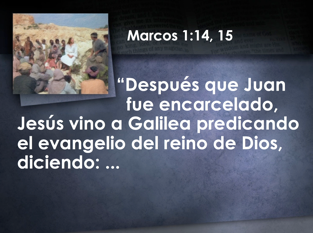 Marcos 1:14, 15
“Después que Juan
fue encarcelado,
Jesús vino a Galilea predicando
el evangelio del reino de Dios,
diciendo: ...